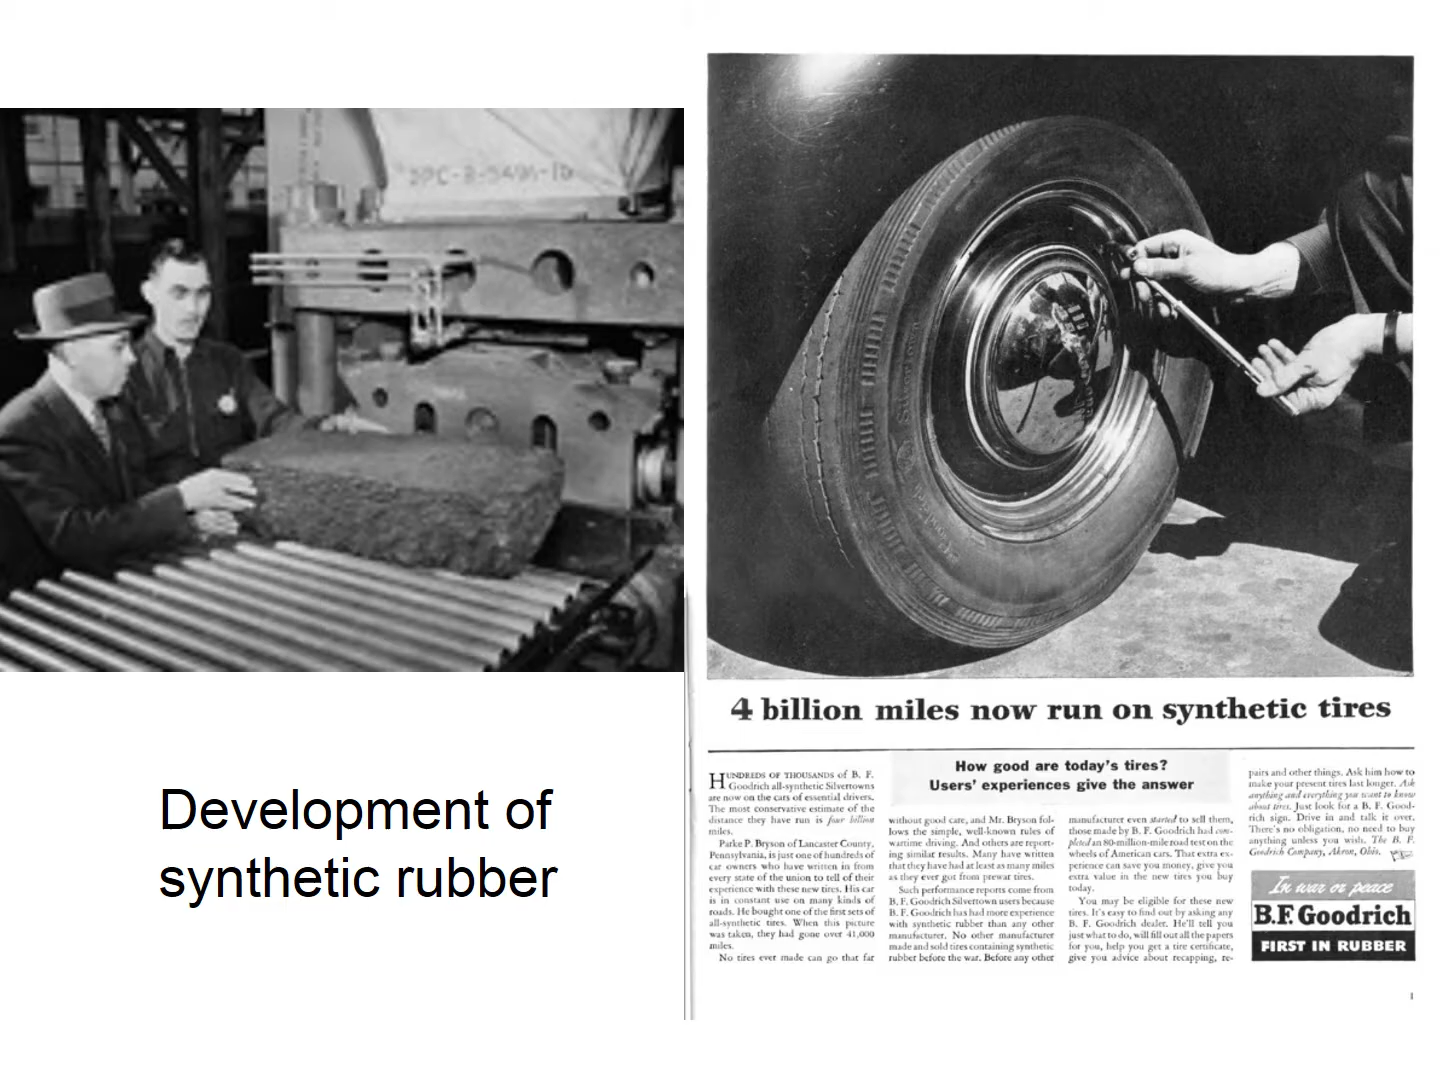 Development of
synthetic rubber
4 billion miles now run on synthetic tires
How good are today's tires?
Users' experiences give the answer
HUNDREDS OF THOUSANDS of B. F.
Goodrich all-synthetic Silvertowns
are now on the cars of essential drivers.
The most conservative estimate of the
distance they have run is four billion
miles.
Parke P. Bryson of Lancaster County,
Pennsylvania, is just one of hundreds of
car owners who have written in from
every state of the union to tell of their
experience with these new tires. His car
is in constant use on many kinds of
roads. He bought one of the first sets of
all-synthetic tires. When this picture
was taken, they had gone over 41,000
miles.
No tires ever made can go that far
without good care, and Mr. Bryson fol-
lows the simple, well-known rules of
wartime driving. And others are report-
ing similar results. Many have written
that they have had at least as many miles
as they ever got from prewar tires.
Such performance reports come from
B. F. Goodrich Silvertown users because
B. F. Goodrich has had more experience
with synthetic rubber than any other
manufacturer. No other manufacturer
made and sold tires containing synthetic
rubber before the war. Before any other
manufacturer even started to sell them,
those made by B. F. Goodrich had com-
pleted an 80-million-mile road test on the
wheels of American cars. That extra ex-
perience can save you money, give you
extra value in the new tires you buy
today.
You may be eligible for these new
tires. It's easy to find out by asking any
B. F. Goodrich dealer. He'll tell you
just what to do, will fill out all the papers
for you, help you get a tire certificate,
give you advice about recapping, re-
pairs and other things. Ask him how to
make your present tires last longer. Ask
anything and everything you want to know
about tires. Just look for a B. F. Good-
rich sign. Drive in and talk it over.
There's no obligation, no need to buy
anything unless you wish. The B. F.
Goodrich Company, Akron, Ohio.
In war or peace
B.F. Goodrich
FIRST IN RUBBER
Silvertown
1